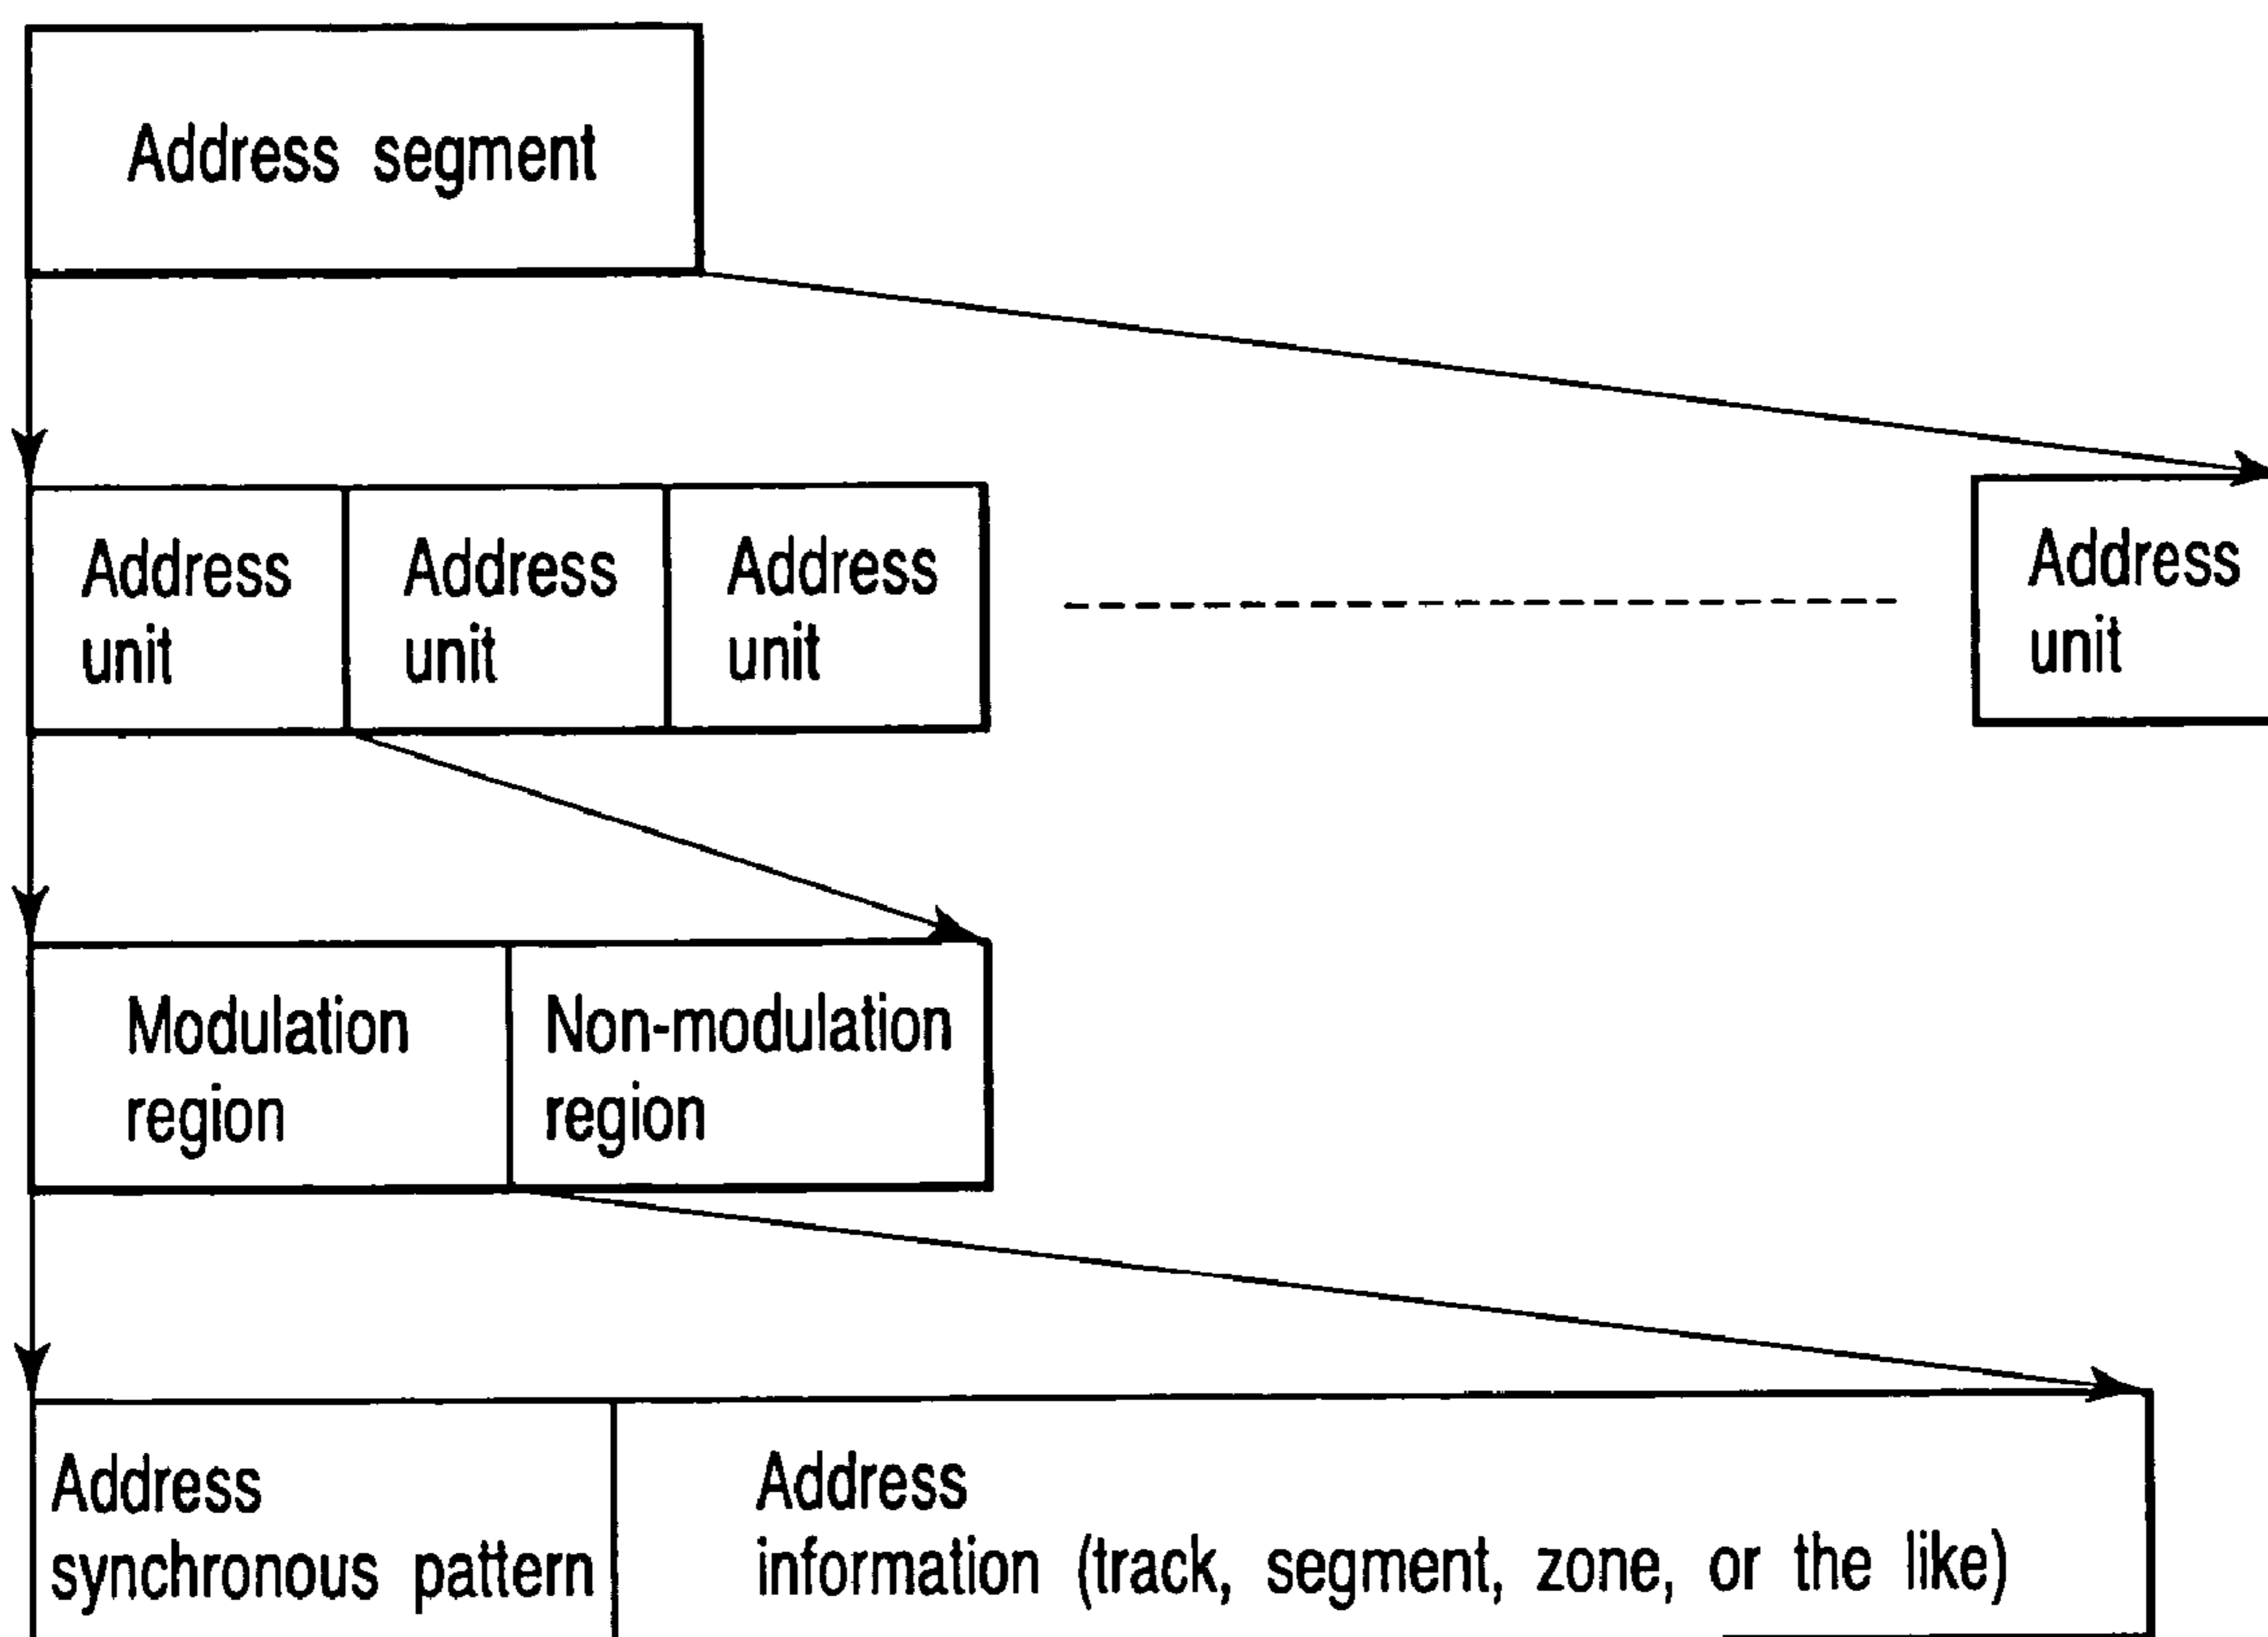 Address segment
Address
unit
Address
unit
Address
unit
Address
unit
Modulation
region
Non-modulation
region
Address
synchronous pattern
Address
information (track, segment, zone, or the like)